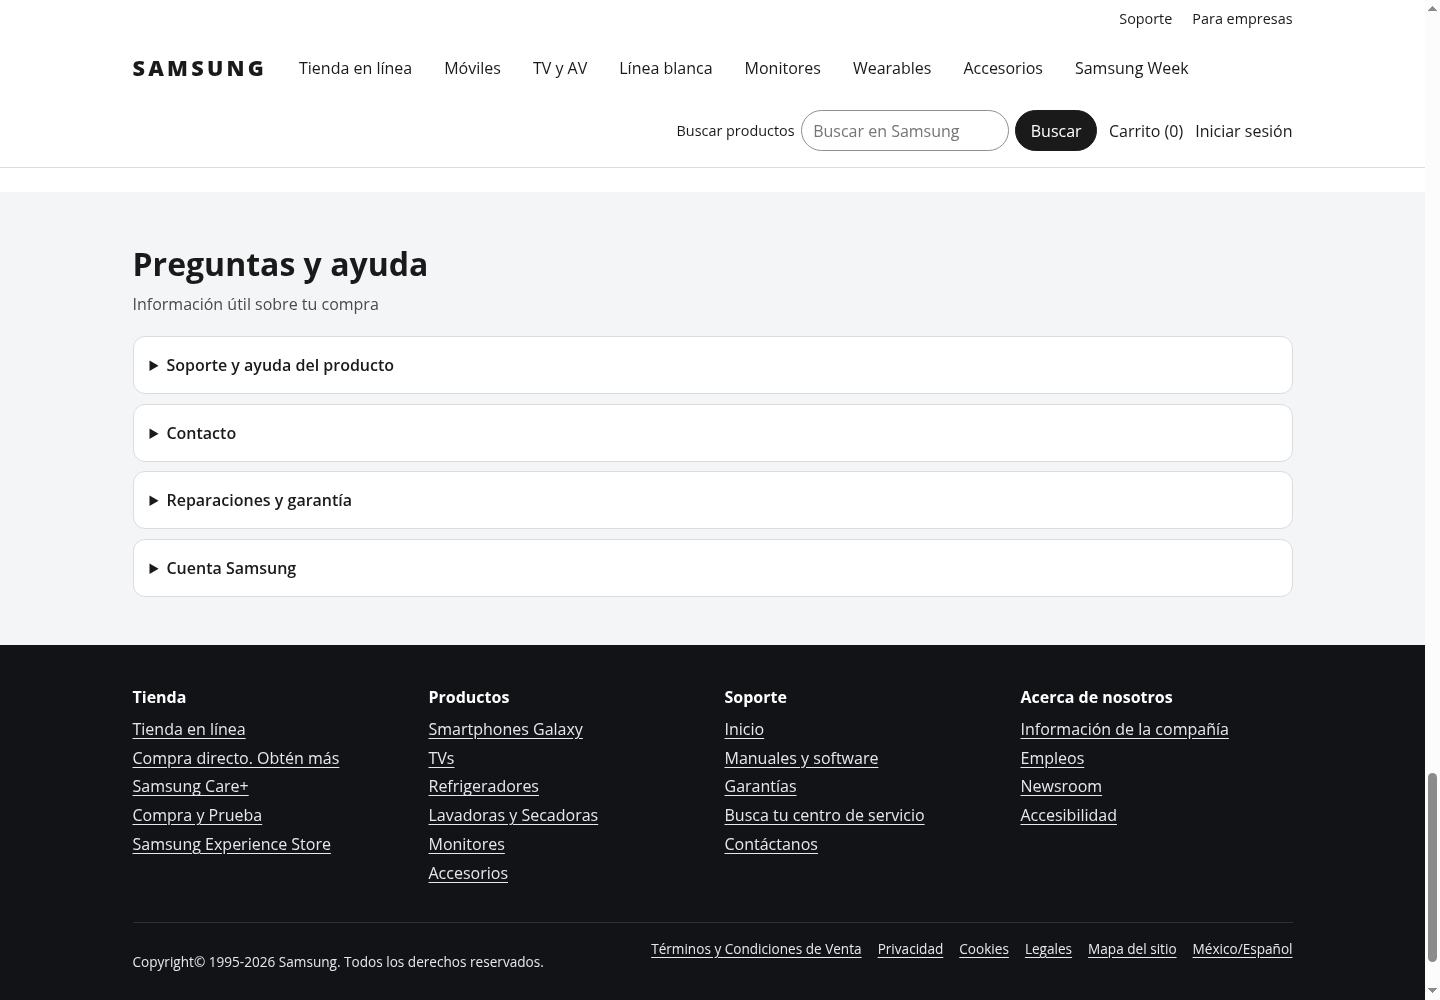 Soporte Para empresas
SAMSUNG Tienda en línea Móviles TV y AV Línea blanca Monitores Wearables Accesorios Samsung Week
Buscar productos Buscar en Samsung Buscar Carrito (0) Iniciar sesión
Preguntas y ayuda
Información útil sobre tu compra
Soporte y ayuda del producto
Contacto
Reparaciones y garantía
Cuenta Samsung
Tienda
Tienda en línea
Compra directo. Obtén más
Samsung Care+
Compra y Prueba
Samsung Experience Store
Productos
Smartphones Galaxy
TVs
Refrigeradores
Lavadoras y Secadoras
Monitores
Accesorios
Soporte
Inicio
Manuales y software
Garantías
Busca tu centro de servicio
Contáctanos
Acerca de nosotros
Información de la compañía
Empleos
Newsroom
Accesibilidad
Copyright© 1995-2026 Samsung. Todos los derechos reservados.
Términos y Condiciones de Venta Privacidad Cookies Legales Mapa del sitio México/Español